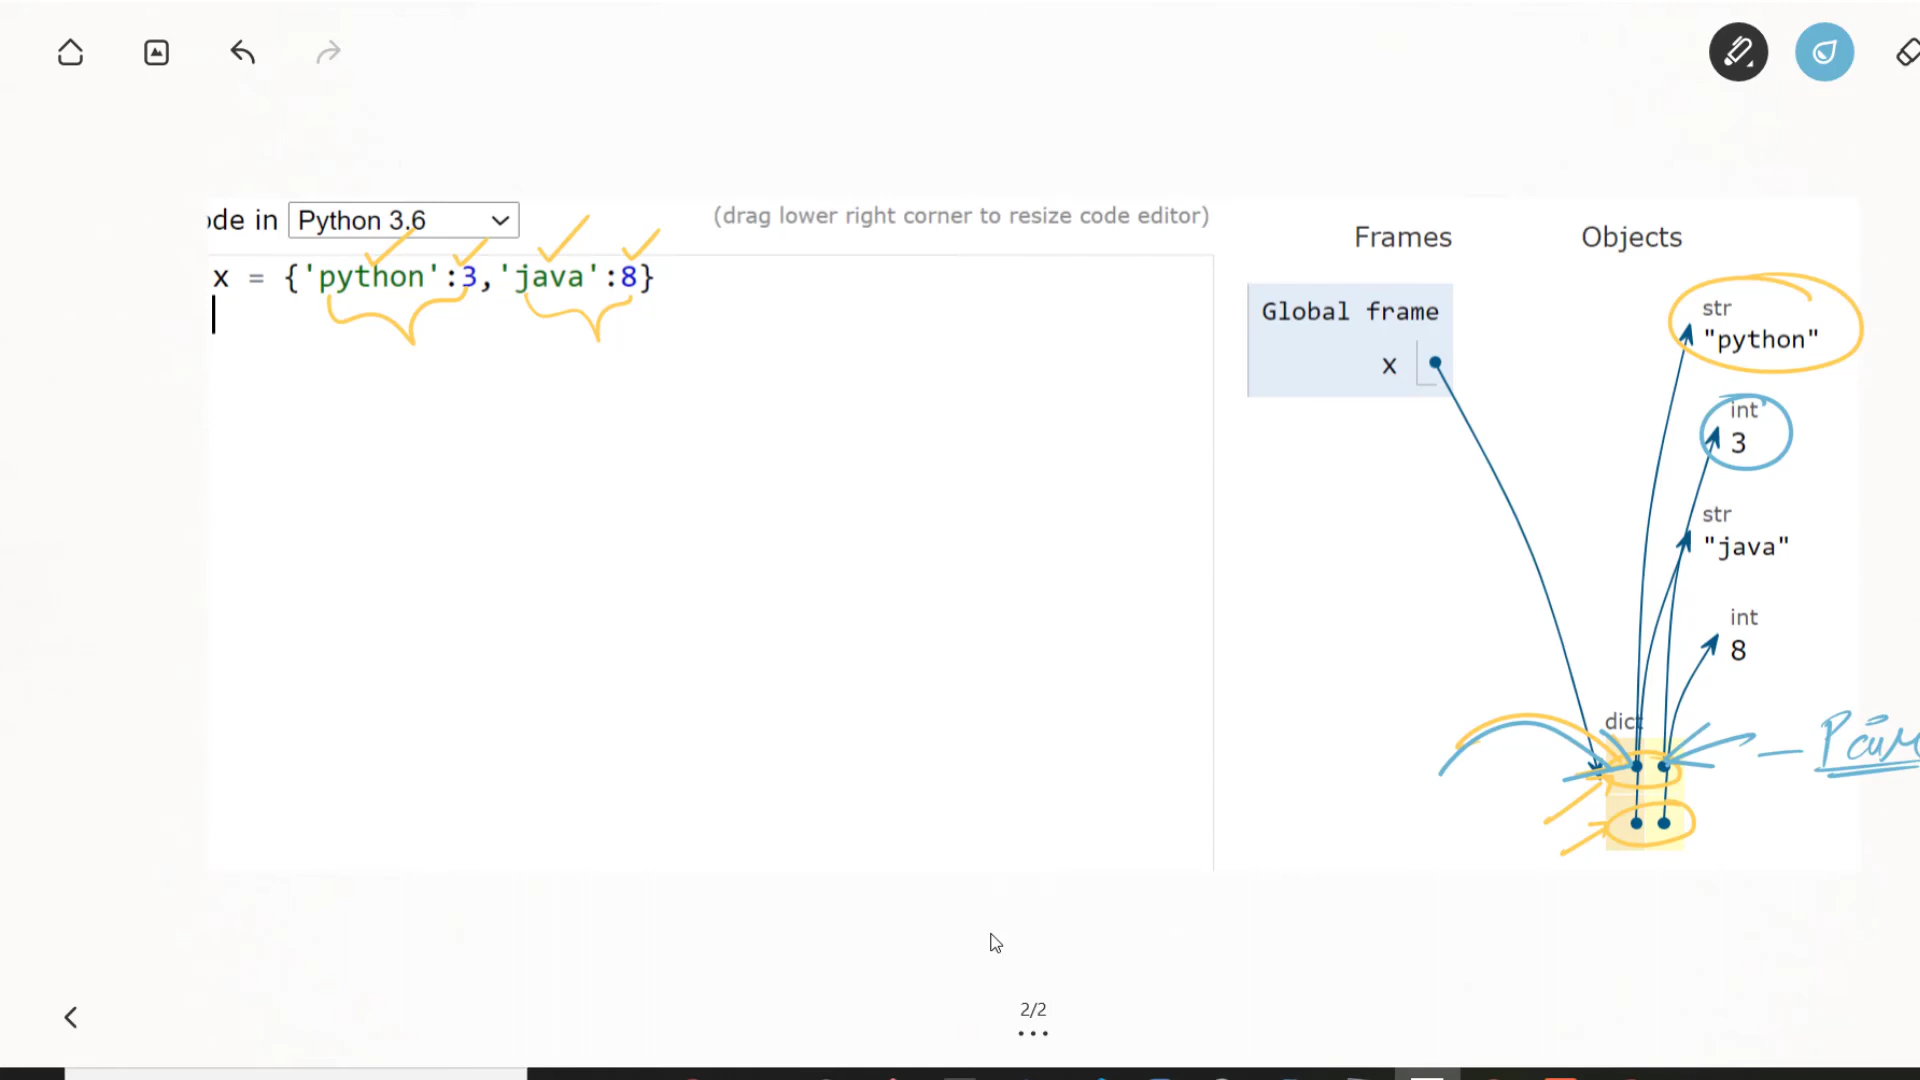 ode in Python 3.6
(drag lower right corner to resize code editor)
x = {'python':3,'java':8}
Frames
Objects
Global frame
x
str
"python"
int
3
str
"java"
int
8
dict
2/2